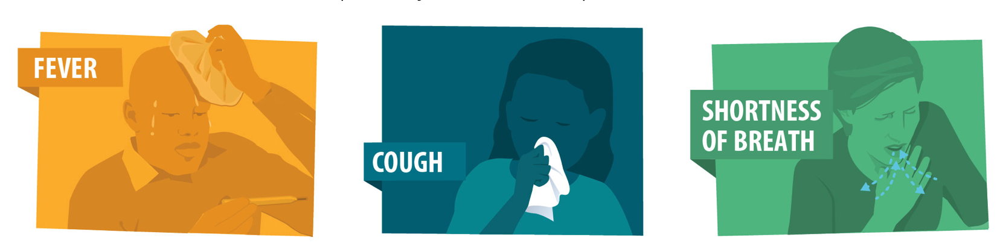 FEVER
COUGH
SHORTNESS
OF BREATH